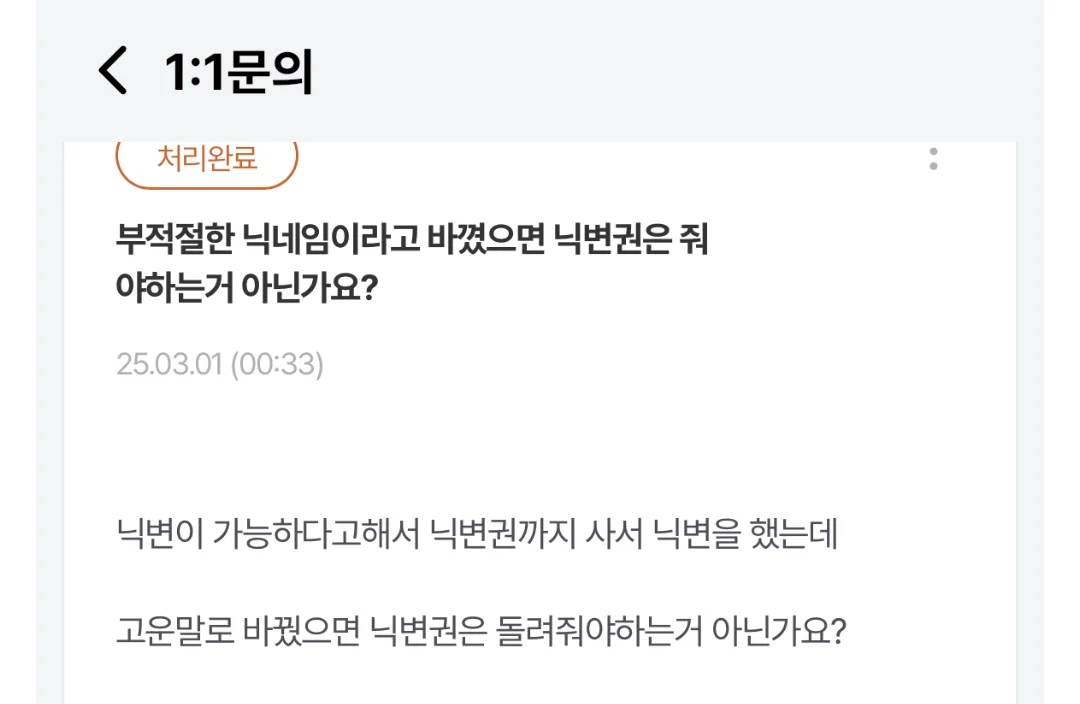 1:1문의
처리완료
부적절한 닉네임이라고 바꼈으면 닉변권은 줘
야하는거 아닌가요?
25.03.01 (00:33)
닉변이 가능하다고해서 닉변권까지 사서 닉변을 했는데
고운말로 바꿨으면 닉변권은 돌려줘야하는거 아닌가요?